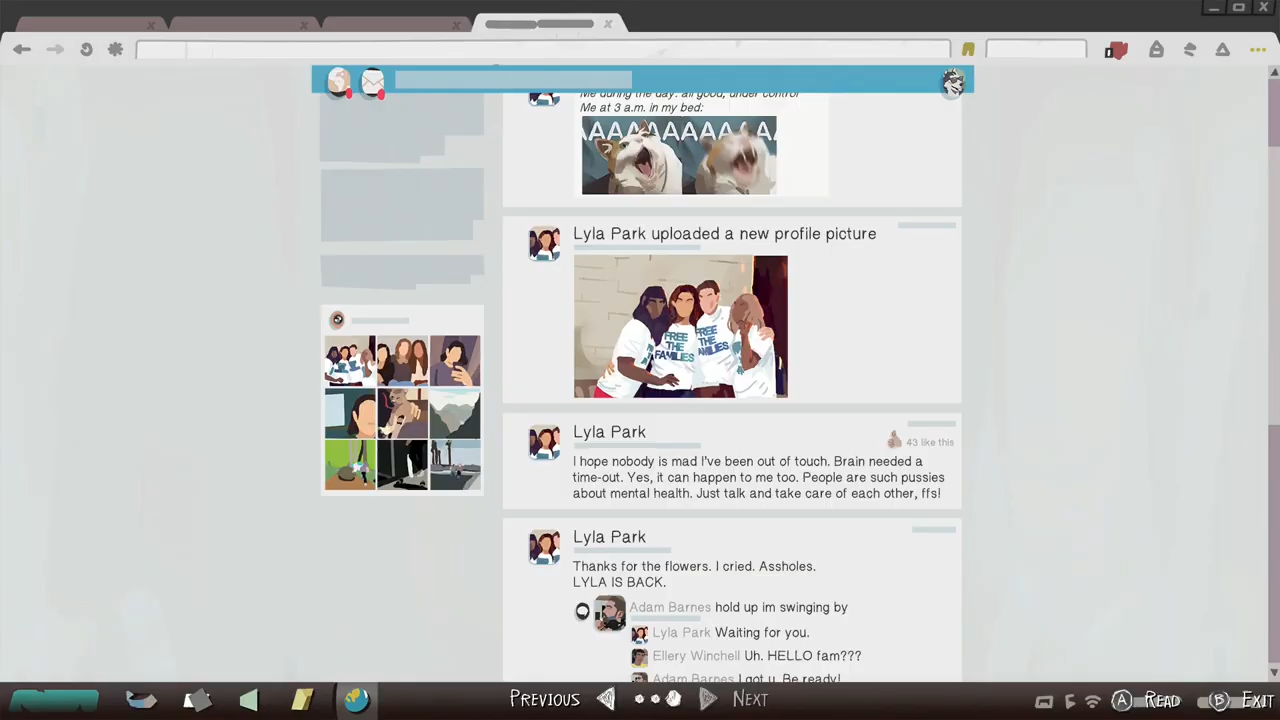 Me during the day: all good, under control
Me at 3 a.m. in my bed:
AAAAAAAAAAA
Lyla Park uploaded a new profile picture
FREE
THE
FAMILIES
FREE
THE
FAMILIES
Lyla Park
43 like this
I hope nobody is mad I've been out of touch. Brain needed a
time-out. Yes, it can happen to me too. People are such pussies
about mental health. Just talk and take care of each other, ffs!
Lyla Park
Thanks for the flowers. I cried. Assholes.
LYLA IS BACK.
Adam Barnes hold up im swinging by
Lyla Park Waiting for you.
Ellery Winchell Uh. HELLO fam???
Adam Barnes I got u. Be ready!
PREVIOUS NEXT A READ B EXIT